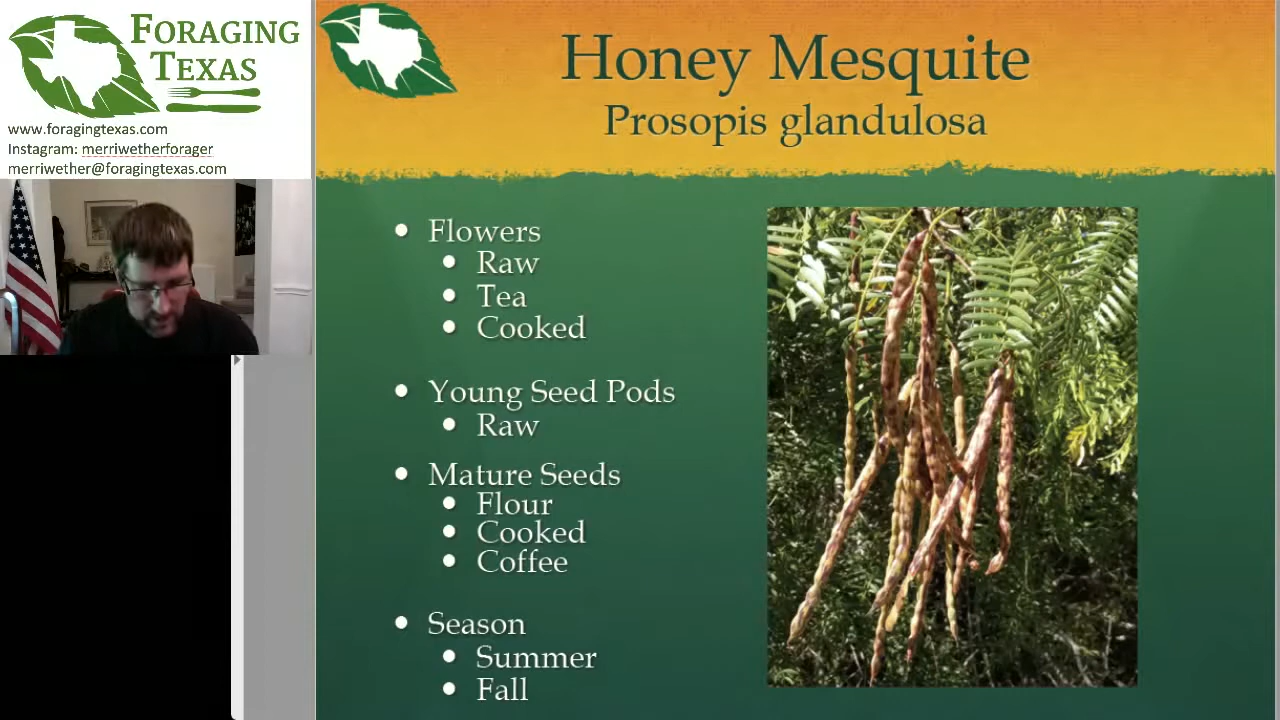 FORAGING
TEXAS
www.foragingtexas.com
Instagram: merriwetherforager
merriwether@foragingtexas.com
Honey Mesquite
Prosopis glandulosa
• Flowers
• Raw
• Tea
• Cooked
• Young Seed Pods
• Raw
• Mature Seeds
• Flour
• Cooked
• Coffee
• Season
• Summer
• Fall